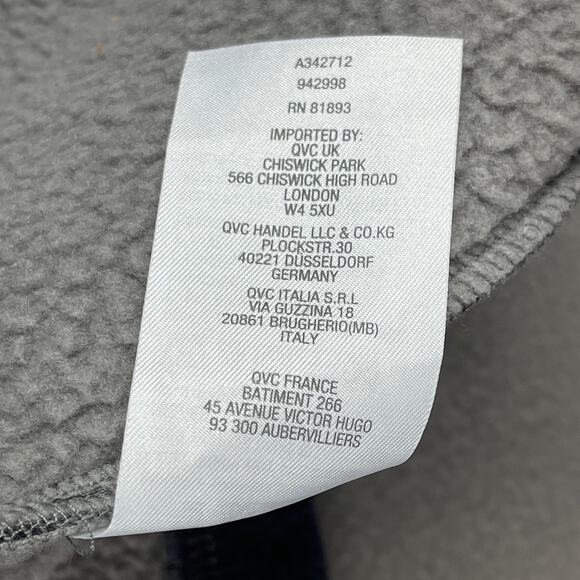 A342712
942998
RN 81893
IMPORTED BY:
QVC UK
CHISWICK PARK
566 CHISWICK HIGH ROAD
LONDON
W4 5XU
QVC HANDEL LLC & CO.KG
PLOCKSTR.30
40221 DÜSSELDORF
GERMANY
QVC ITALIA S.R.L
VIA GUZZINA 18
20861 BRUGHERIO(MB)
ITALY
QVC FRANCE
BATIMENT 266
45 AVENUE VICTOR HUGO
93 300 AUBERVILLIERS